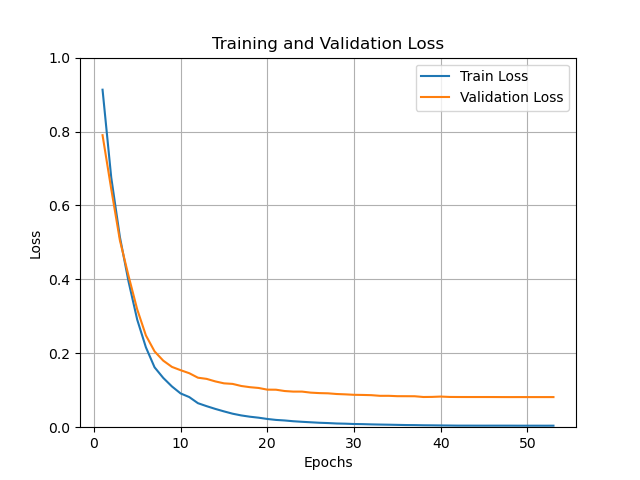 Training and Validation Loss
1.0
0.8
0.6
0.4
0.2
0.0
Loss
Train Loss
Validation Loss
0 10 20 30 40 50
Epochs